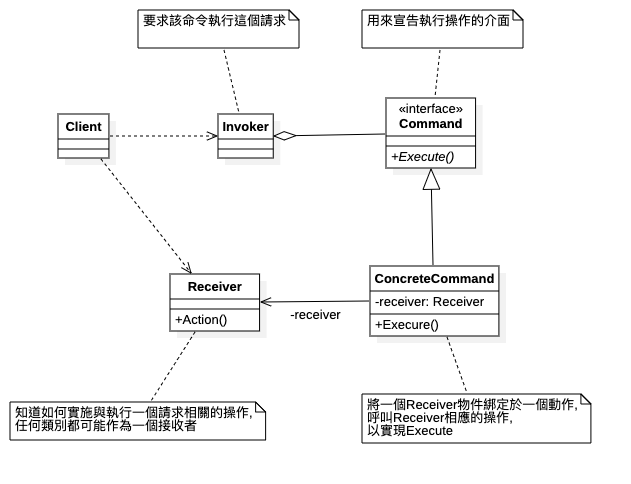 要求該命令執行這個請求
用來宣告執行操作的介面
Client
Invoker
«interface»
Command
+Execute()
Receiver
+Action()
-receiver
ConcreteCommand
-receiver: Receiver
+Execure()
知道如何實施與執行一個請求相關的操作,
任何類別都可能作為一個接收者
將一個Receiver物件綁定於一個動作,
呼叫Receiver相應的操作,
以實現Execute